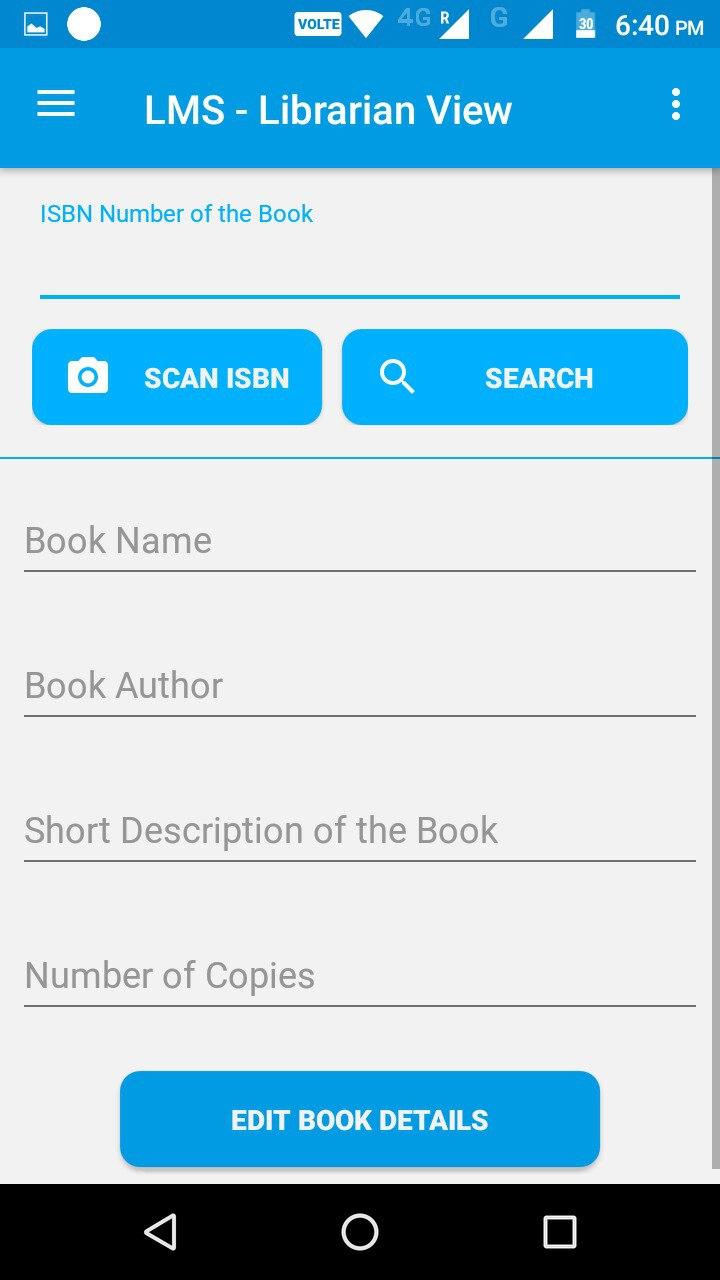 VOLTE 4G R G 30 6:40 PM
LMS - Librarian View
ISBN Number of the Book
SCAN ISBN SEARCH
Book Name
Book Author
Short Description of the Book
Number of Copies
EDIT BOOK DETAILS